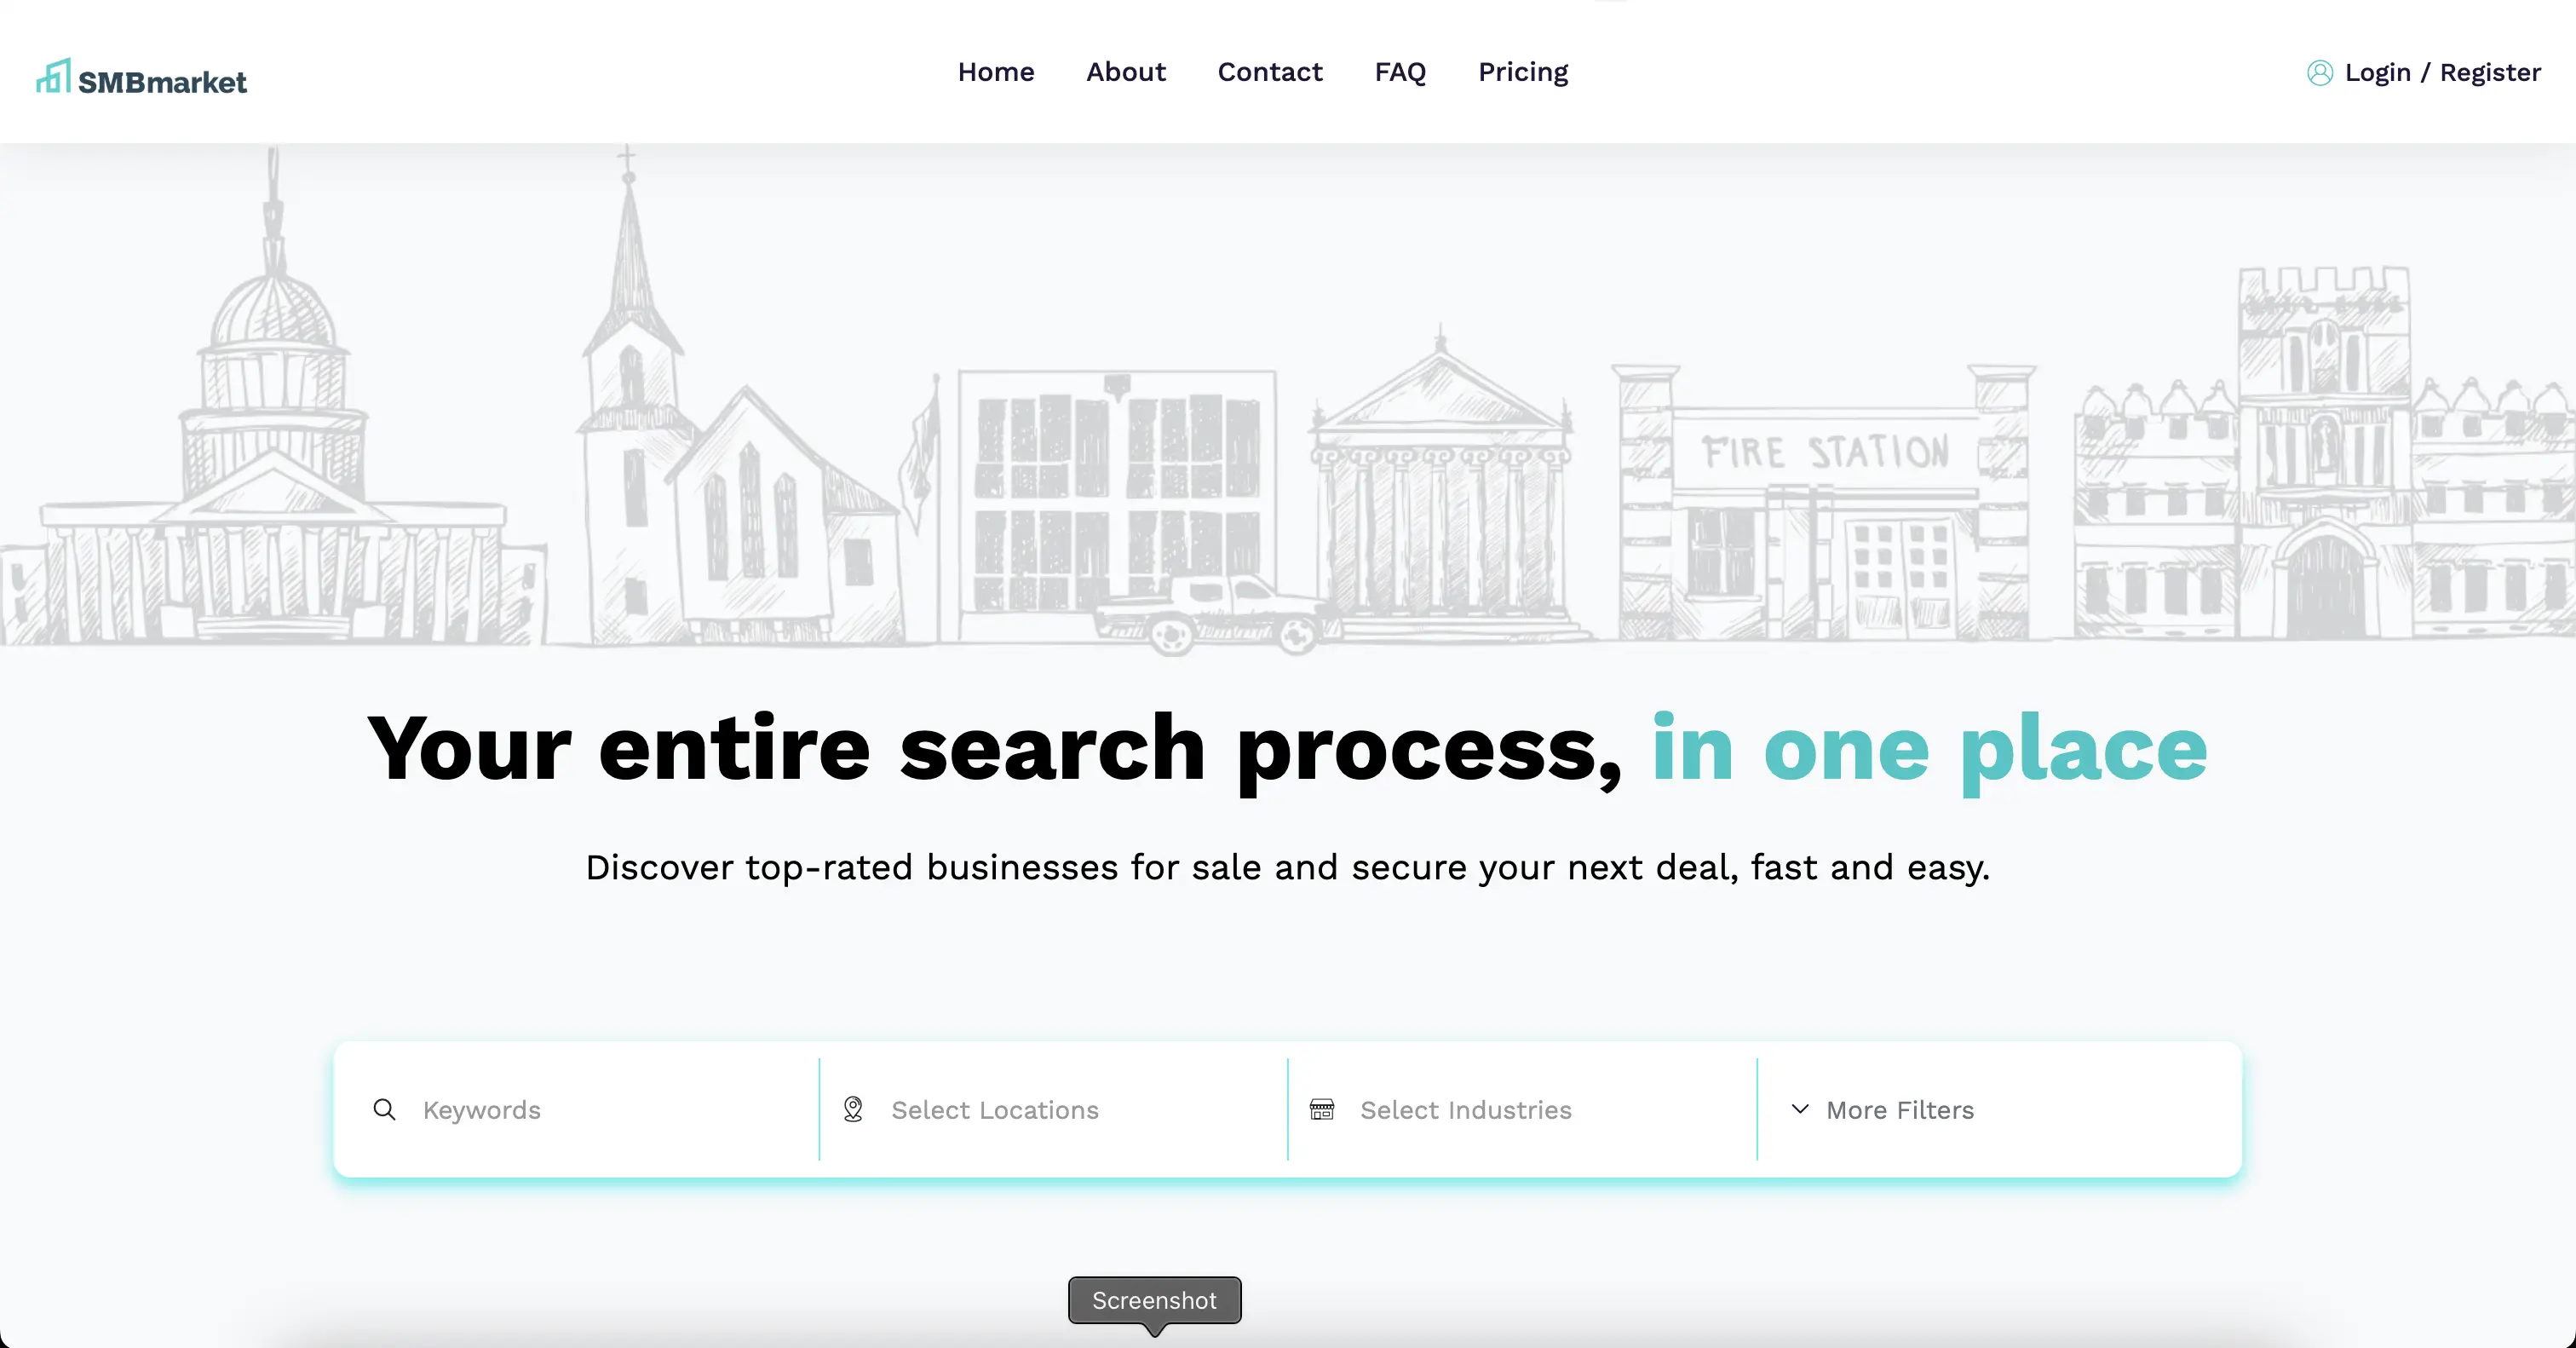 SMBmarket
Home About Contact FAQ Pricing
Login / Register
FIRE STATION
Your entire search process, in one place
Discover top-rated businesses for sale and secure your next deal, fast and easy.
Keywords
Select Locations
Select Industries
More Filters
Screenshot